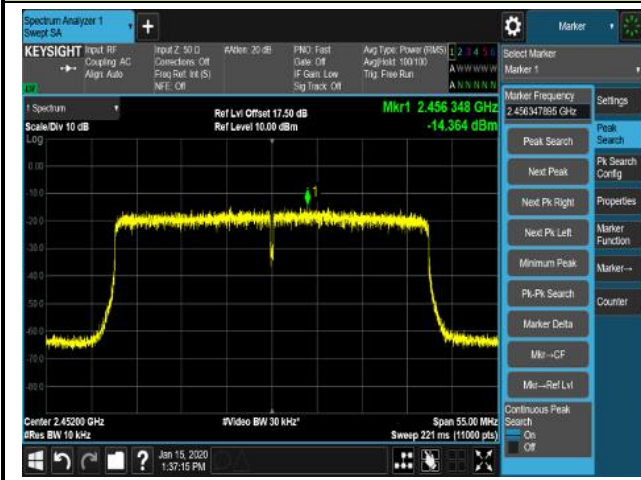 Spectrum Analyzer 1
Swept SA
+
Marker
KEYSIGHT
Input: RF
Coupling: AC
Align: Auto
Input Z: 50 Ω
Corrections: Off
Freq Ref: Int (S)
NFE: Off
#Atten: 20 dB
PNO: Fast
Gate: Off
IF Gain: Low
Sig Track: Off
Avg Type: Power (RMS)
Avg|Hold: 100/100
Trig: Free Run
1 2 3 4 5 6
A W W W W W
A N N N N N
Select Marker
Marker 1
1 Spectrum
Scale/Div 10 dB
Log
Ref Lvl Offset 17.50 dB
Ref Level 10.00 dBm
Mkr1 2.456 348 GHz
-14.364 dBm
0.00
-10.0
-20.0
-30.0
-40.0
-50.0
-60.0
-70.0
-80.0
1
Center 2.45200 GHz
#Res BW 10 kHz
#Video BW 30 kHz*
Span 55.00 MHz
Sweep 221 ms (11000 pts)
Marker Frequency
2.456347895 GHz
Peak Search
Next Peak
Next Pk Right
Next Pk Left
Minimum Peak
Pk-Pk Search
Marker Delta
Mkr→CF
Mkr→Ref Lvl
Continuous Peak
Search
On
Off
Settings
Peak
Search
Pk Search
Config
Properties
Marker
Function
Marker→
Counter
?
Jan 15, 2020
1:37:15 PM